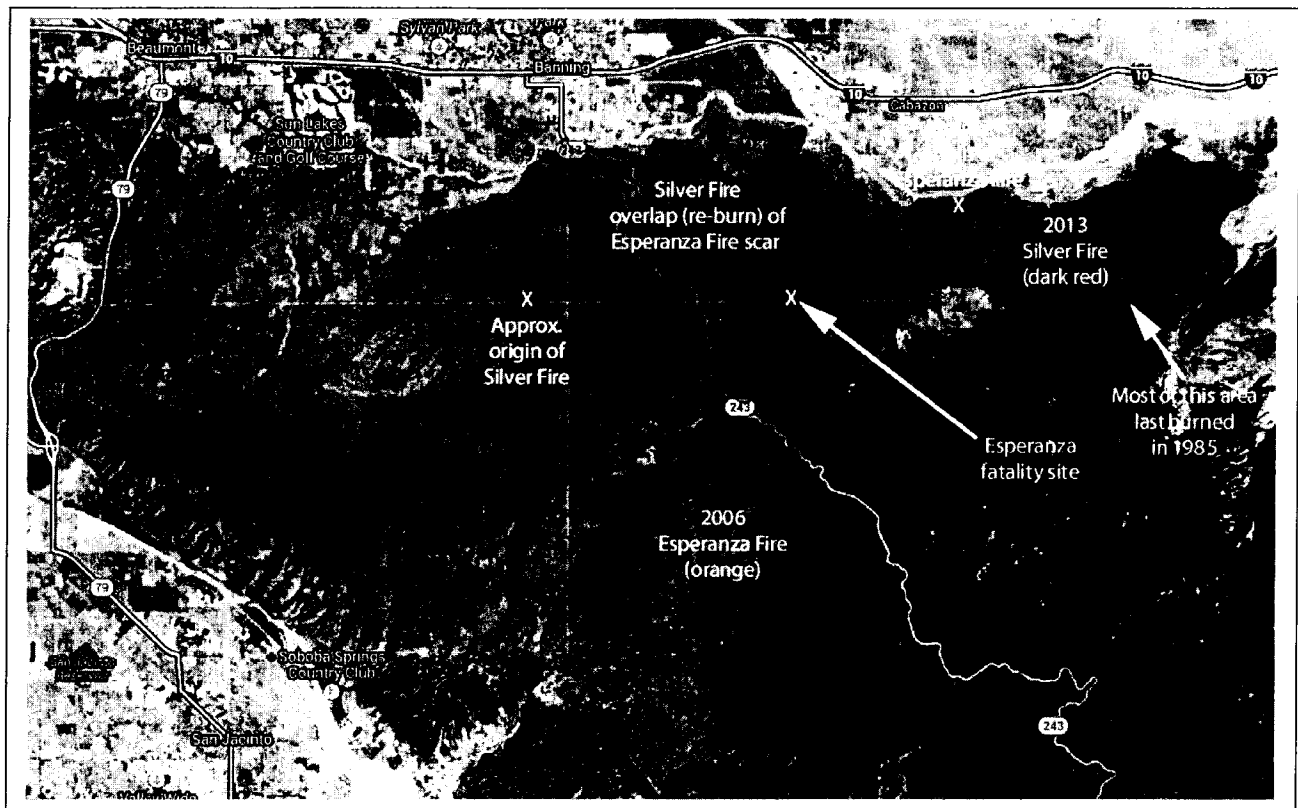 Sylvan Park
Beaumont
10
Banning
79
10
10
10
Cabazon
Sun Lakes
Country Club
and Golf Course
79
Silver Fire
overlap (re-burn) of
Esperanza Fire scar
X
2013
Silver Fire
(dark red)
X
X
Approx.
origin of
Silver Fire
Most of this area
last burned
in 1985
243
Esperanza
fatality site
2006
Esperanza Fire
(orange)
79
Soboba Springs
Country Club
San Jacinto
243